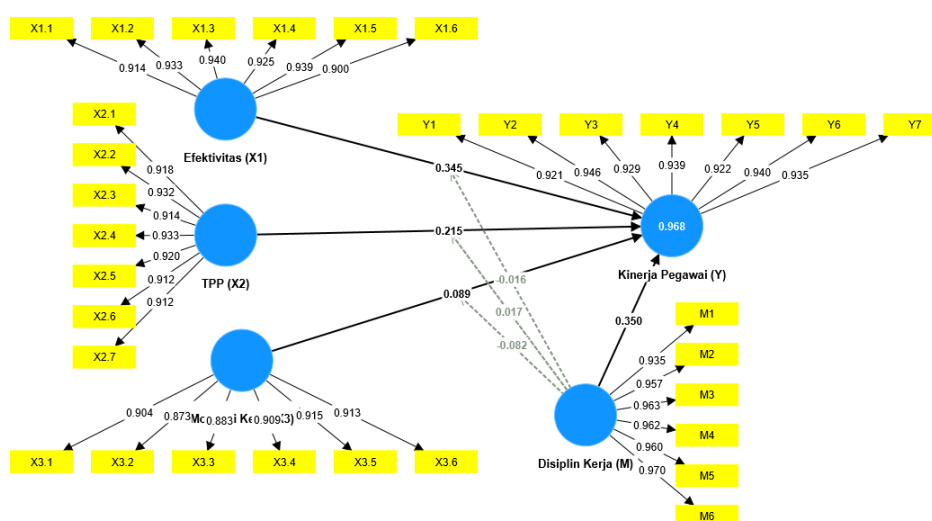 X1.1 X1.2 X1.3 X1.4 X1.5 X1.6
0.914 0.933 0.940 0.925 0.939 0.900
Efektivitas (X1)
X2.1
X2.2
X2.3
X2.4
X2.5
X2.6
X2.7
0.918
0.932
0.914
0.933
0.920
0.912
0.912
TPP (X2)
X3.1 X3.2 X3.3 X3.4 X3.5 X3.6
0.904 0.873 0.883 0.909 0.915 0.913
Y1 Y2 Y3 Y4 Y5 Y6 Y7
0.921 0.946 0.929 0.939 0.922 0.940 0.935
0.968
Kinerja Pegawai (Y)
0.345
0.215
0.089
-0.016
0.017
-0.082
0.350
M1
M2
M3
M4
M5
M6
0.935
0.957
0.963
0.962
0.960
0.970
Disiplin Kerja (M)